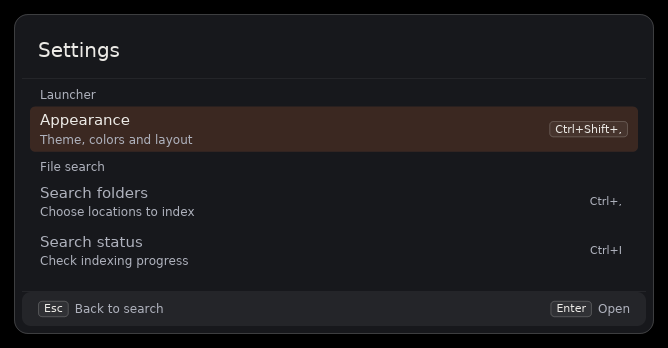 Settings
Launcher
Appearance
Theme, colors and layout
Ctrl+Shift+,
File search
Search folders
Choose locations to index
Ctrl+,
Search status
Check indexing progress
Ctrl+I
Esc Back to search
Enter Open